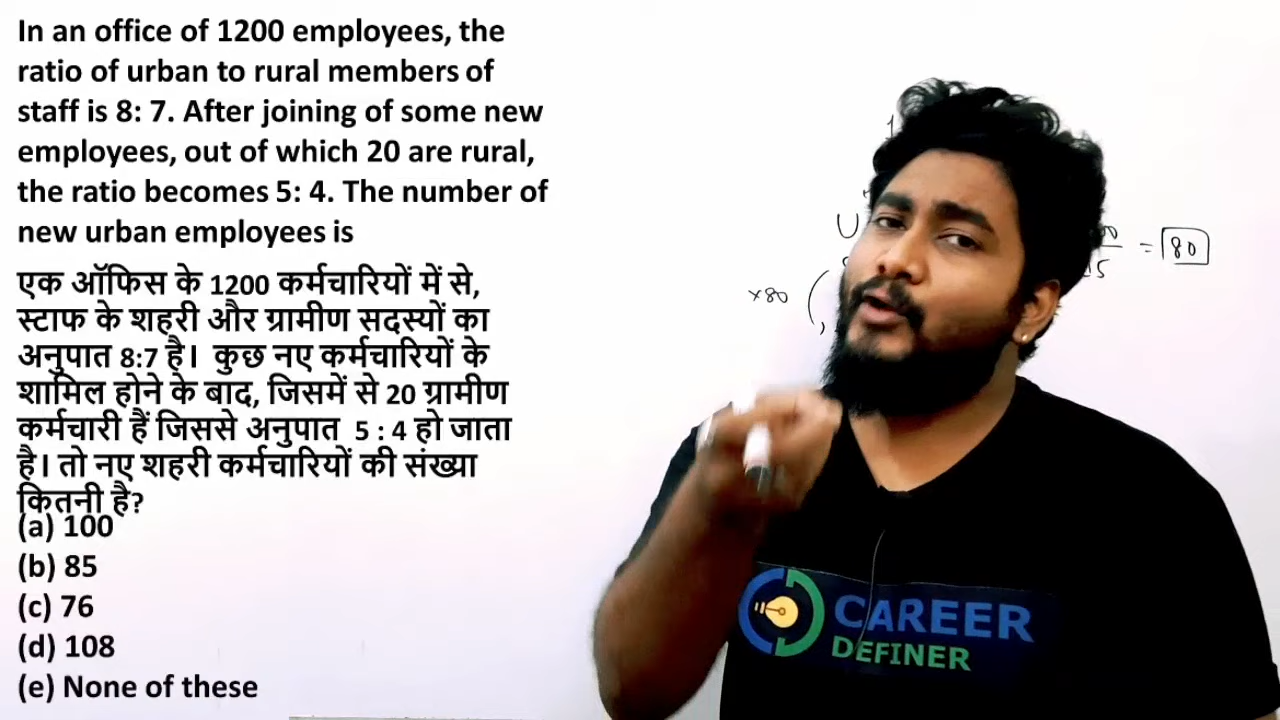 In an office of 1200 employees, the
ratio of urban to rural members of
staff is 8: 7. After joining of some new
employees, out of which 20 are rural,
the ratio becomes 5: 4. The number of
new urban employees is
एक ऑफिस के 1200 कर्मचारियों में से,
स्टाफ के शहरी और ग्रामीण सदस्यों का
अनुपात 8:7 है। कुछ नए कर्मचारियों के
शामिल होने के बाद, जिसमें से 20 ग्रामीण
कर्मचारी हैं जिससे अनुपात 5 : 4 हो जाता
है। तो नए शहरी कर्मचारियों की संख्या
कितनी है?
(a) 100
(b) 85
(c) 76
(d) 108
(e) None of these
U
= 80
×80
CAREER
DEFINER